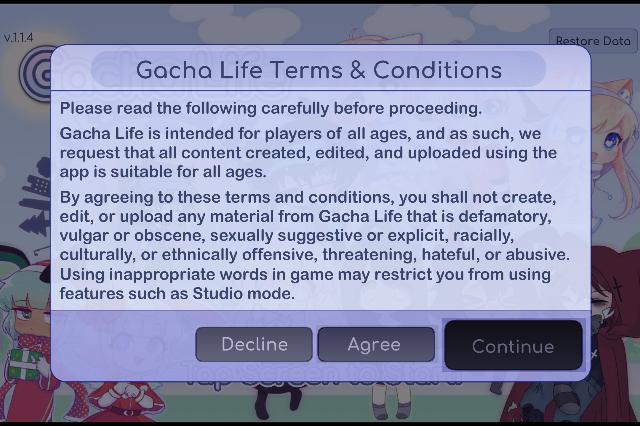 v.1.1.4
Restore Data
Gacha Life Terms & Conditions
Please read the following carefully before proceeding.
Gacha Life is intended for players of all ages, and as such, we
request that all content created, edited, and uploaded using the
app is suitable for all ages.
By agreeing to these terms and conditions, you shall not create,
edit, or upload any material from Gacha Life that is defamatory,
vulgar or obscene, sexually suggestive or explicit, racially,
culturally, or ethnically offensive, threatening, hateful, or abusive.
Using inappropriate words in game may restrict you from using
features such as Studio mode.
Decline
Agree
Continue
Tap Screen to Start!